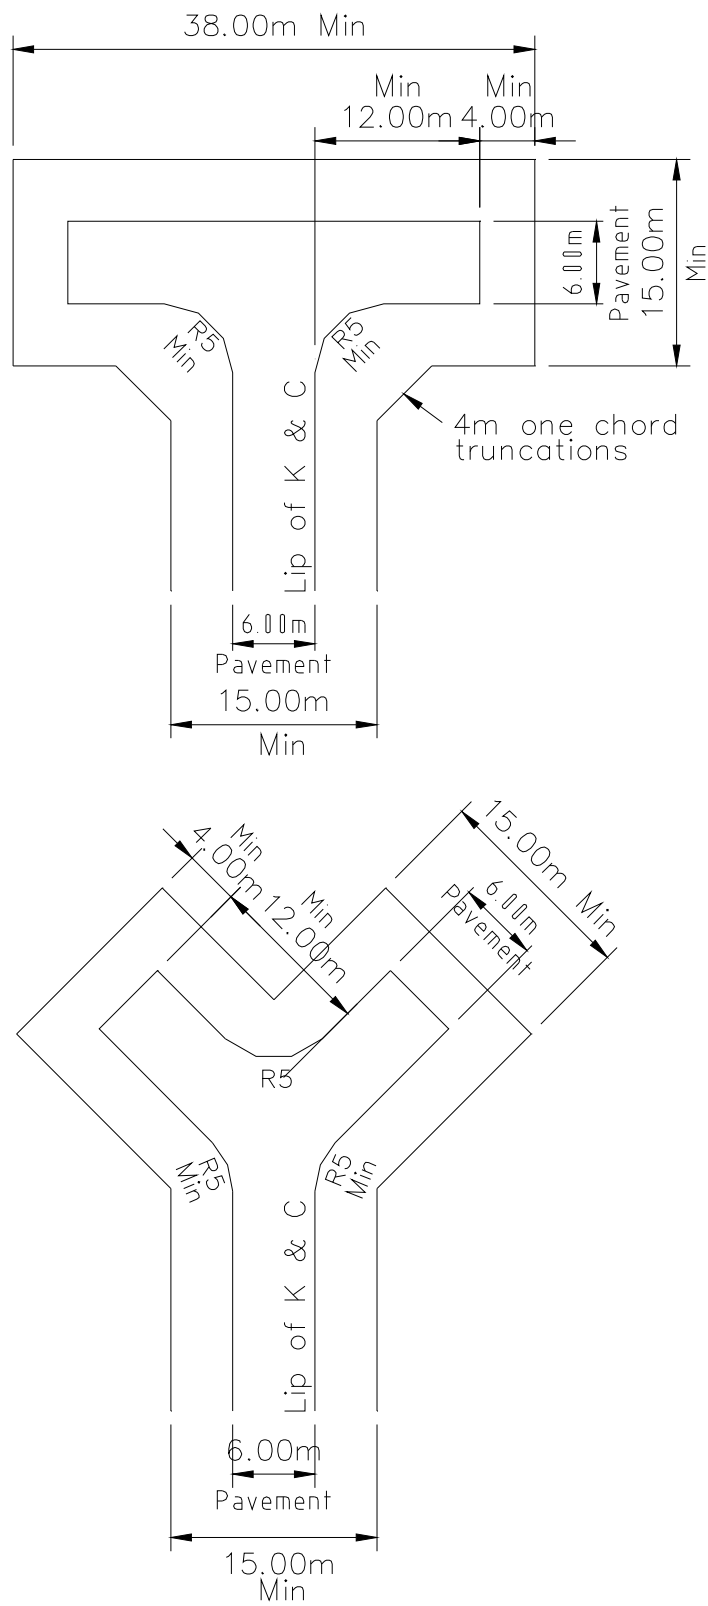 38.00m Min
Min
12.00m
Min
4.00m
6.00m
Pavement
15.00m
Min
R5
Min
R5
Min
4m one chord
truncations
Lip of K & C
6.00m
Pavement
15.00m
Min
Min
4.00m
Min
12.00m
15.00m Min
6.00m
Pavement
R5
R5
Min
R5
Min
Lip of K & C
6.00m
Pavement
15.00m
Min